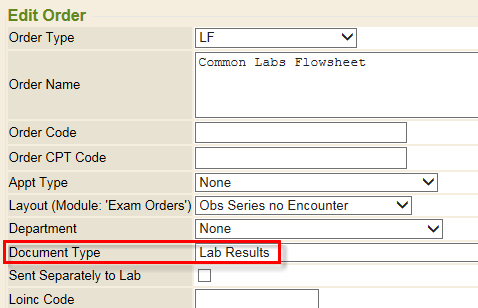 Edit Order
Order Type LF
Order Name Common Labs Flowsheet
Order Code
Order CPT Code
Appt Type None
Layout (Module: 'Exam Orders') Obs Series no Encounter
Department None
Document Type Lab Results
Sent Separately to Lab
Loinc Code